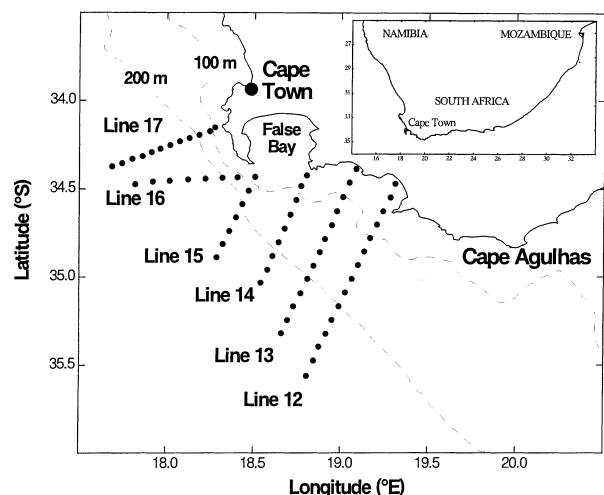 NAMIBIA
MOZAMBIQUE
SOUTH AFRICA
Cape Town
27
29
31
33
35
16
18
20
22
24
26
28
30
32
34
100 m
200 m
Cape
Town
False
Bay
Line 17
Line 16
Line 15
Line 14
Line 13
Line 12
Cape Agulhas
34.0
34.5
35.0
35.5
Latitude (°S)
18.0
18.5
19.0
19.5
20.0
Longitude (°E)